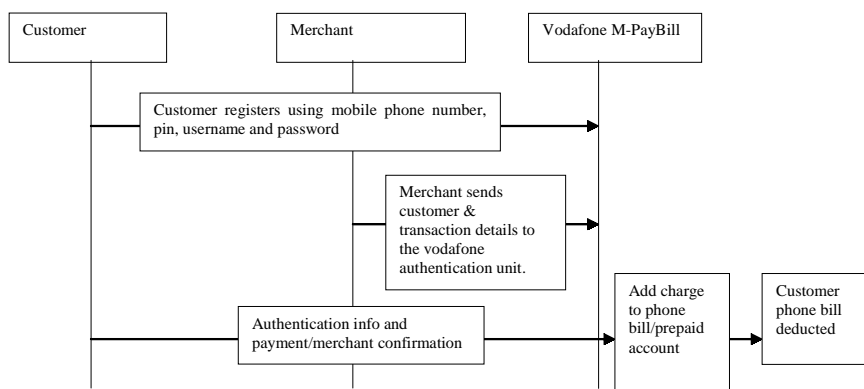 Customer
Merchant
Vodafone M-PayBill
Customer registers using mobile phone number,
pin, username and password
Merchant sends
customer &
transaction details to
the vodafone
authentication unit.
Authentication info and
payment/merchant confirmation
Add charge
to phone
bill/prepaid
account
Customer
phone bill
deducted